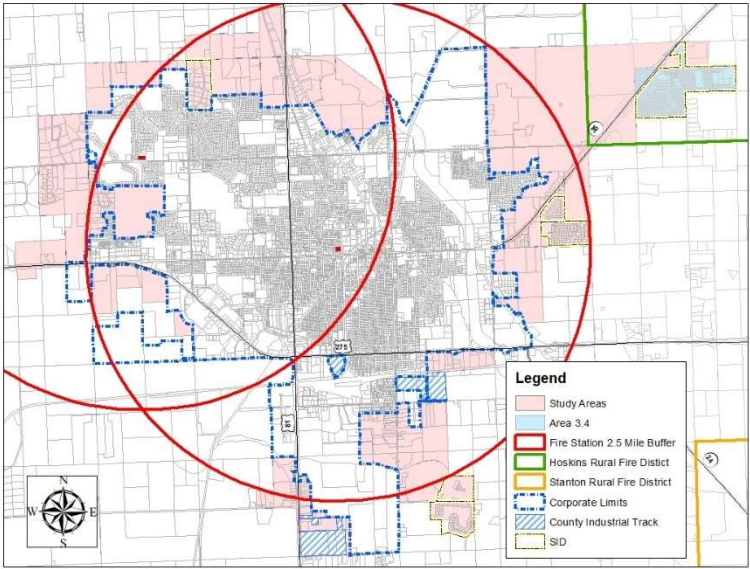 35
275
81
24
N
W E
S
Legend
Study Areas
Area 3.4
Fire Station 2.5 Mile Buffer
Hoskins Rural Fire Distict
Stanton Rural Fire District
Corporate Limits
County Industrial Track
SID